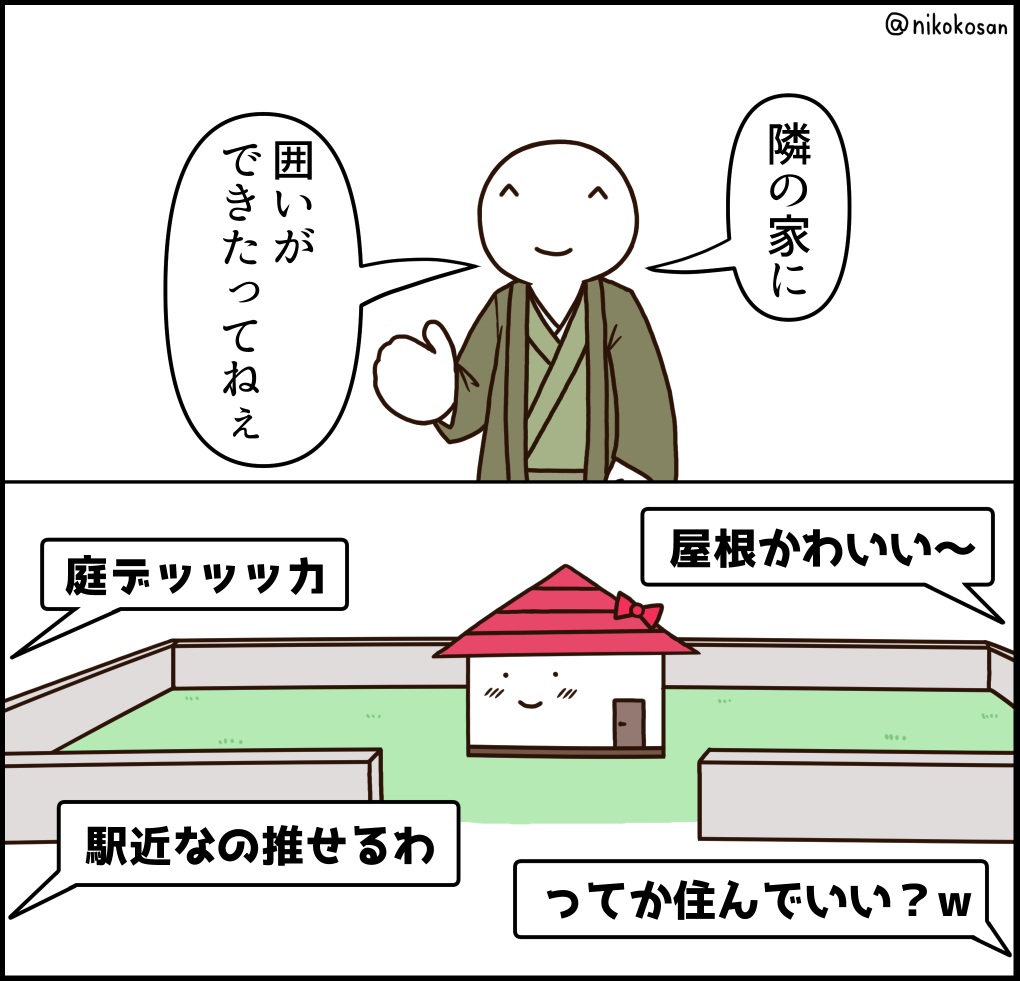 @nikokosan
隣の家に
囲いが
できたってねぇ
屋根かわいい〜
庭デッッッカ
駅近なの推せるわ
ってか住んでいい？w